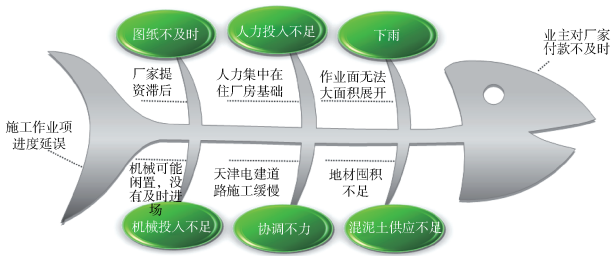 图纸不及时
人力投入不足
下雨
业主对厂家
付款不及时
厂家提
资滞后
人力集中在
住厂房基础
作业面无法
大面积展开
施工作业项
进度延误
机械可能
闲置，没
有及时进
场
天津电建道
路施工缓慢
地材囤积
不足
机械投入不足
协调不力
混泥土供应不足